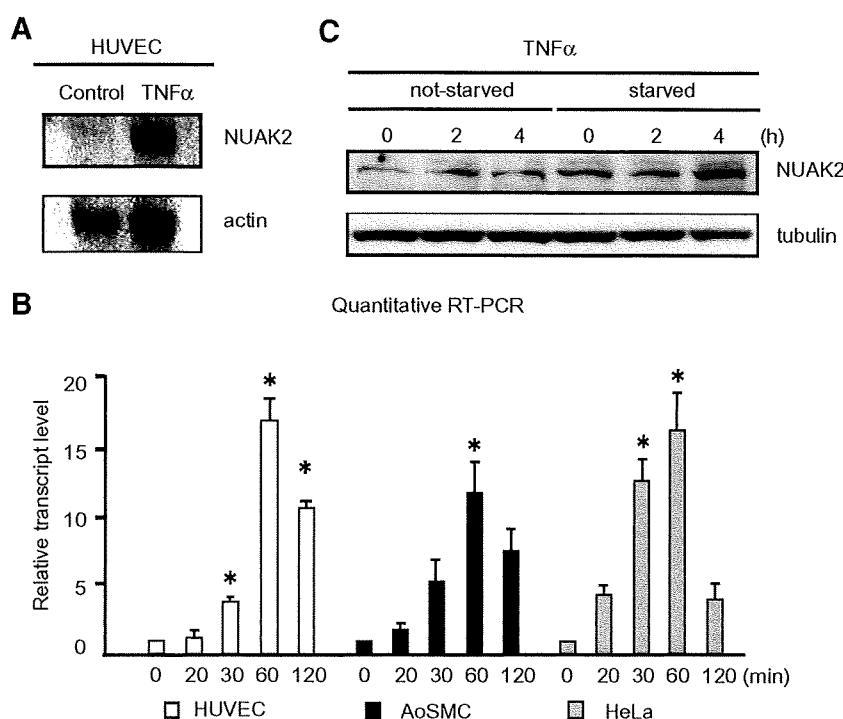 A
HUVEC
Control TNFα
NUAK2
actin
C
TNFα
not-starved starved
0 2 4 0 2 4 (h)
NUAK2
tubulin
B
Quantitative RT-PCR
Relative transcript level
20
15
10
5
0
* * * * * *
0 20 30 60 120 0 20 30 60 120 0 20 30 60 120 (min)
HUVEC AoSMC HeLa